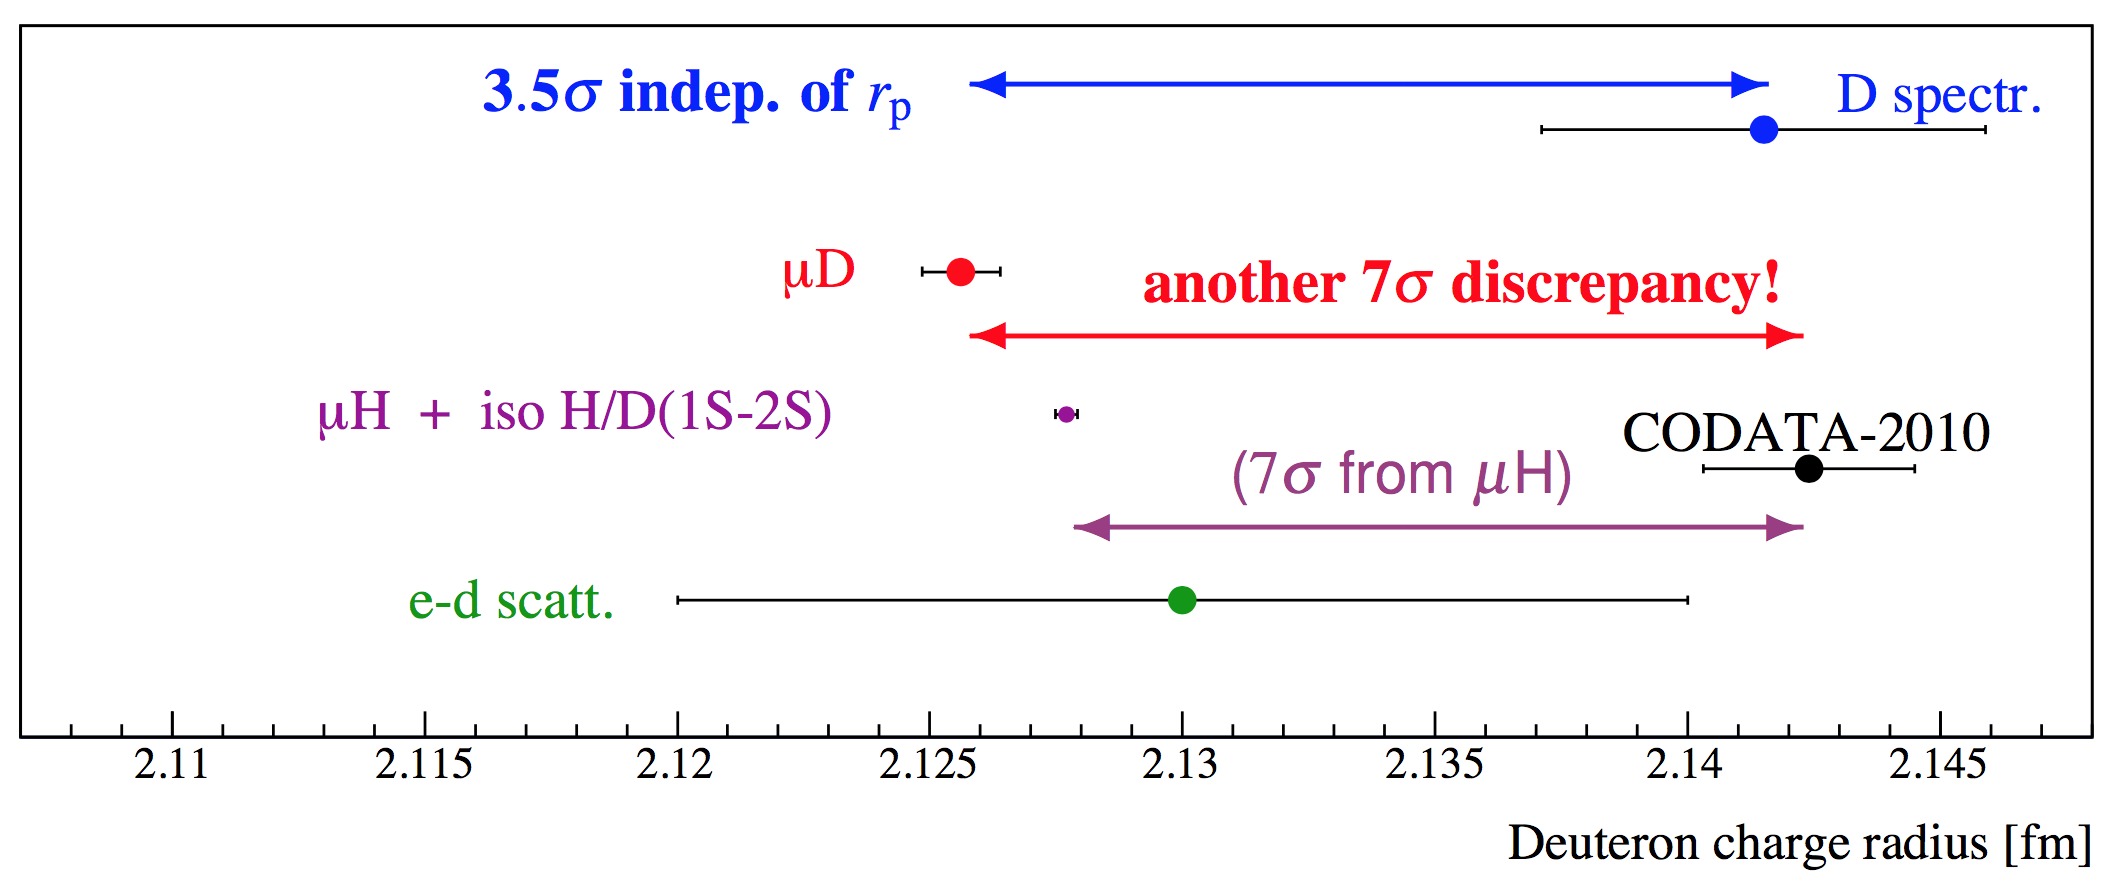 3.5σ indep. of rp
D spectr.
μD
another 7σ discrepancy!
μH + iso H/D(1S-2S)
CODATA-2010
(7σ from μH)
e-d scatt.
2.11 2.115 2.12 2.125 2.13 2.135 2.14 2.145
Deuteron charge radius [fm]